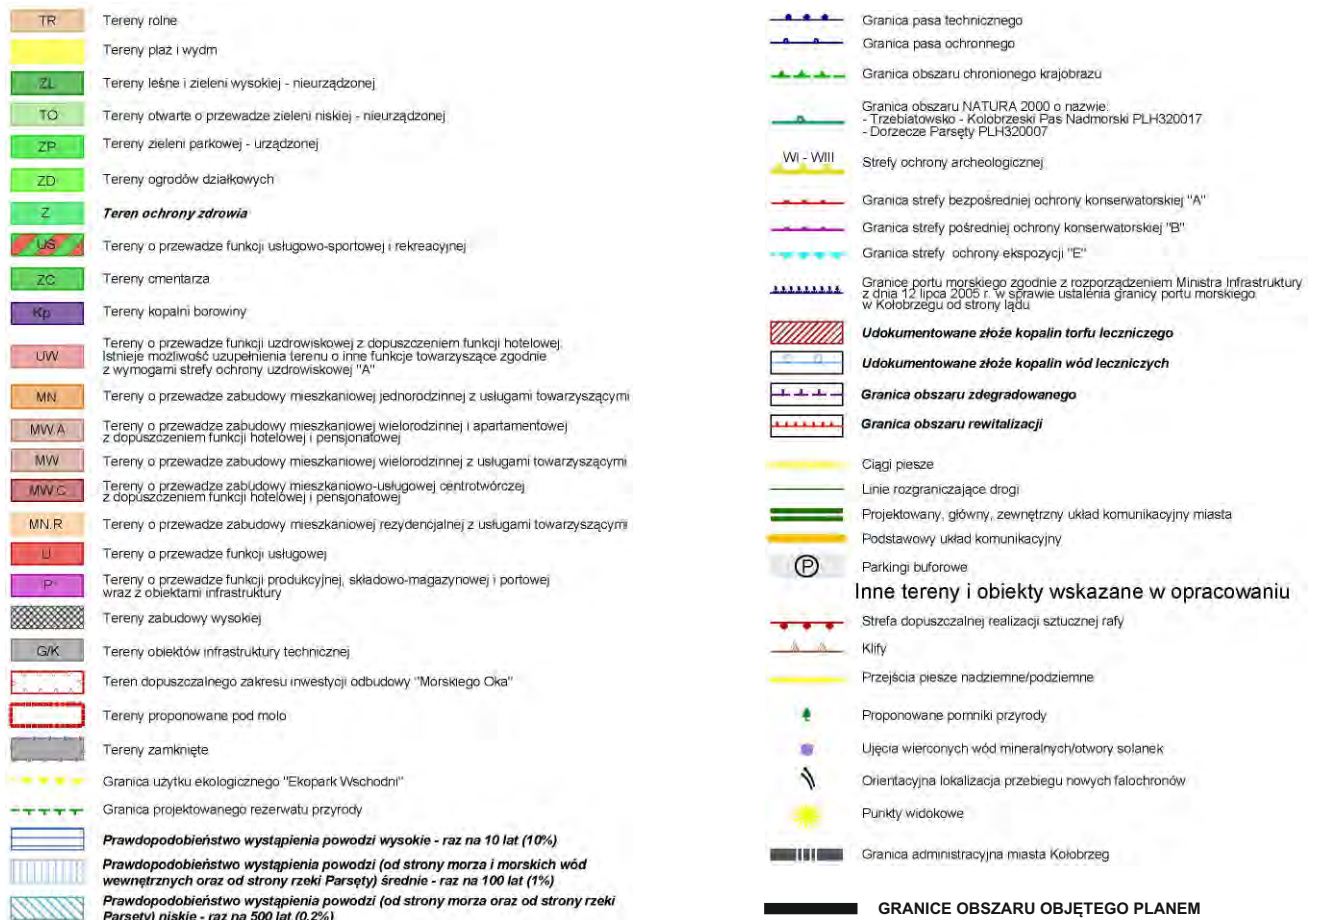 TR Tereny rolne
Tereny plaż i wydm
ZL Tereny leśne i zieleni wysokiej - nieurządzonej
TO Tereny otwarte o przewadze zieleni niskiej - nieurządzonej
ZP Tereny zieleni parkowej - urządzonej
ZD Tereny ogrodów działkowych
Z Teren ochrony zdrowia
US Tereny o przewadze funkcji usługowo-sportowej i rekreacyjnej
ZC Tereny cmentarza
Kp Tereny kopalni borowiny
Tereny o przewadze funkcji uzdrowiskowej z dopuszczeniem funkcji hotelowej.
UW Istnieje możliwość uzupełnienia terenu o inne funkcje towarzyszące zgodnie
z wymogami strefy ochrony uzdrowiskowej "A"
MN Tereny o przewadze zabudowy mieszkaniowej jednorodzinnej z usługami towarzyszącymi
MW.A Tereny o przewadze zabudowy mieszkaniowej wielorodzinnej i apartamentowej
z dopuszczeniem funkcji hotelowej i pensjonatowej
MW Tereny o przewadze zabudowy mieszkaniowej wielorodzinnej z usługami towarzyszącymi
MW.C Tereny o przewadze zabudowy mieszkaniowo-usługowej centrotwórczej
z dopuszczeniem funkcji hotelowej i pensjonatowej
MN.R Tereny o przewadze zabudowy mieszkaniowej rezydencjalnej z usługami towarzyszącymi
U Tereny o przewadze funkcji usługowej
P Tereny o przewadze funkcji produkcyjnej, składowo-magazynowej i portowej
wraz z obiektami infrastruktury
Tereny zabudowy wysokiej
G/K Tereny obiektów infrastruktury technicznej
Teren dopuszczalnego zakresu inwestycji odbudowy "Morskiego Oka"
Tereny proponowane pod molo
Tereny zamknięte
Granica użytku ekologicznego "Ekopark Wschodni"
Granica projektowanego rezerwatu przyrody
Prawdopodobieństwo wystąpienia powodzi wysokie - raz na 10 lat (10%)
Prawdopodobieństwo wystąpienia powodzi (od strony morza i morskich wód
wewnętrznych oraz od strony rzeki Parsęty) średnie - raz na 100 lat (1%)
Prawdopodobieństwo wystąpienia powodzi (od strony morza oraz od strony rzeki
Parsęty) niskie - raz na 500 lat (0,2%)
Granica pasa technicznego
Granica pasa ochronnego
Granica obszaru chronionego krajobrazu
Granica obszaru NATURA 2000 o nazwie:
- Trzebiatowsko - Kołobrzeski Pas Nadmorski PLH320017
- Dorzecze Parsęty PLH320007
WI - WIII Strefy ochrony archeologicznej
Granica strefy bezpośredniej ochrony konserwatorskiej "A"
Granica strefy pośredniej ochrony konserwatorskiej "B"
Granica strefy ochrony ekspozycji "E"
Granice portu morskiego zgodnie z rozporządzeniem Ministra Infrastruktury
z dnia 12 lipca 2005 r. w sprawie ustalenia granicy portu morskiego
w Kołobrzegu od strony lądu
Udokumentowane złoże kopalin torfu leczniczego
Udokumentowane złoże kopalin wód leczniczych
Granica obszaru zdegradowanego
Granica obszaru rewitalizacji
Ciągi piesze
Linie rozgraniczające drogi
Projektowany, główny, zewnętrzny układ komunikacyjny miasta
Podstawowy układ komunikacyjny
P Parkingi buforowe
Inne tereny i obiekty wskazane w opracowaniu
Strefa dopuszczalnej realizacji sztucznej rafy
Klify
Przejścia piesze nadziemne/podziemne
Proponowane pomniki przyrody
Ujęcia wierconych wód mineralnych/otwory solanek
Orientacyjna lokalizacja przebiegu nowych falochronów
Punkty widokowe
Granica administracyjna miasta Kołobrzeg
GRANICE OBSZARU OBJĘTEGO PLANEM